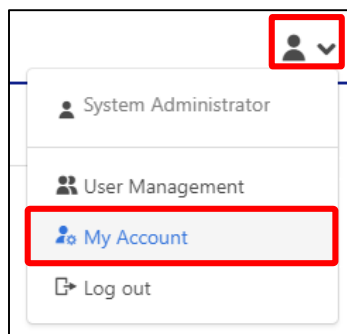 System Administrator
User Management
My Account
Log out